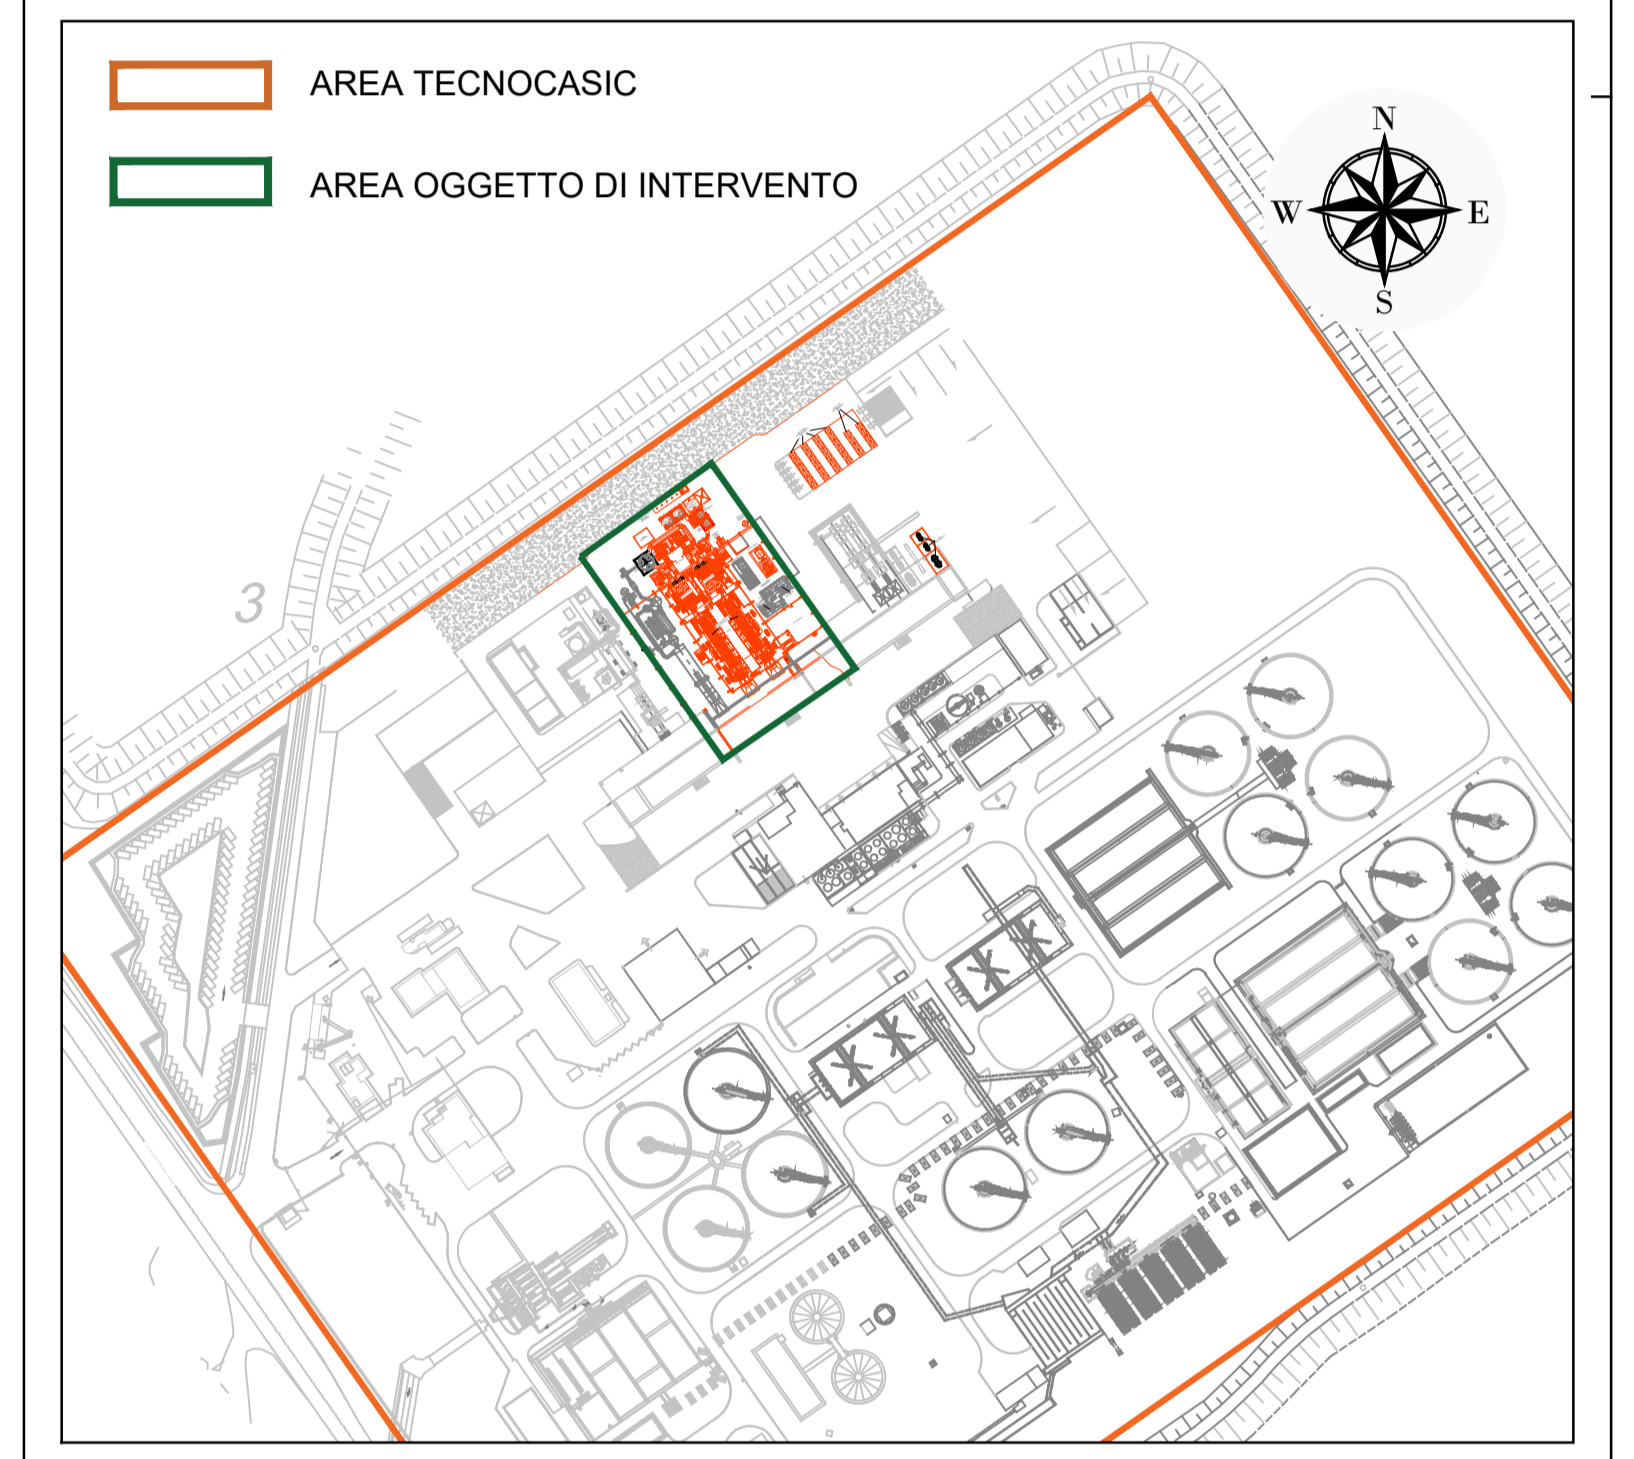 AREA TECNOCASIC
AREA OGGETTO DI INTERVENTO
N
W E
S
3